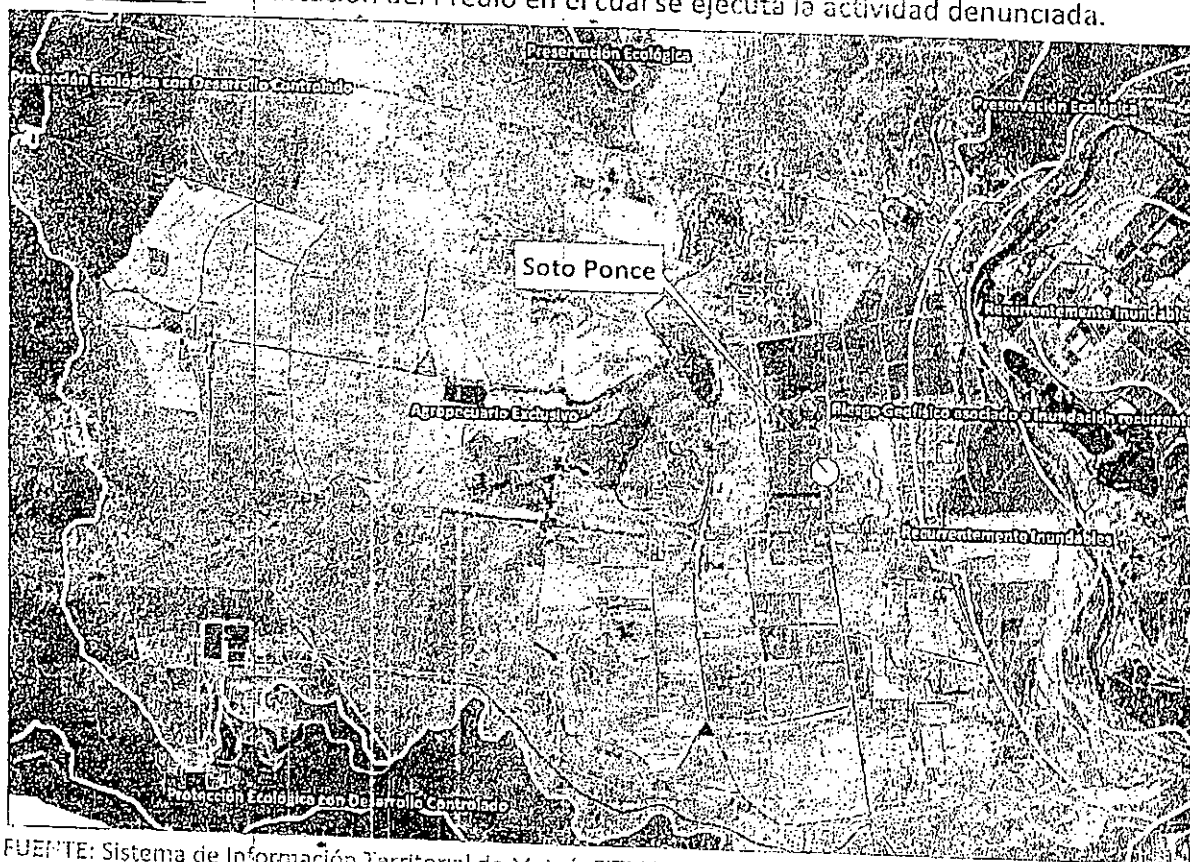 del Predio en el cual se ejecuta la actividad denunciada.
Preservación Ecológica
Protección Ecológica con Desarrollo Controlado
Preservación Ecológica
Soto Ponce
Recurrentemente Inundables
Agropecuario Exclusivo
Riesgo Geofísico asociado a Inundación recurrente
Recurrentemente Inundables
Protección Ecológica con Desarrollo Controlado
FUENTE: Sistema de Información Territorial de